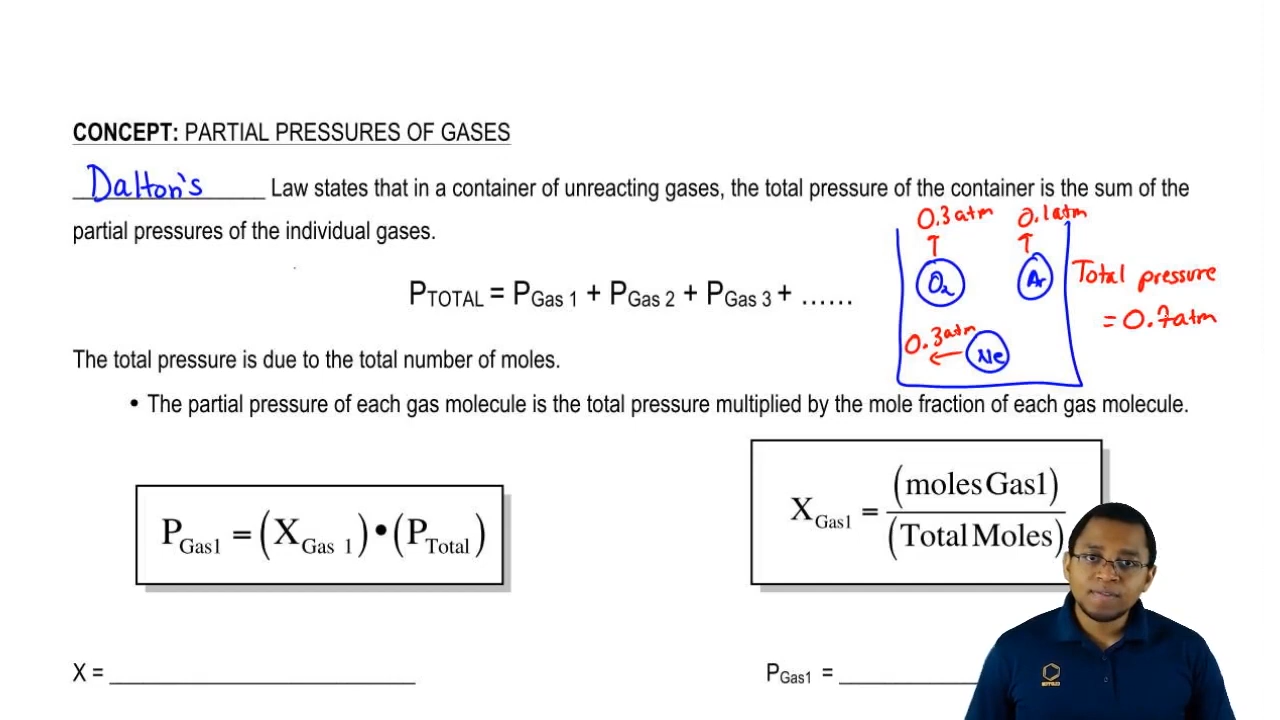 CONCEPT: PARTIAL PRESSURES OF GASES
Dalton's Law states that in a container of unreacting gases, the total pressure of the container is the sum of the
partial pressures of the individual gases.
0.3 atm 0.1 atm
O2 Ar
Total pressure
= 0.7 atm
0.3 atm
Ne
PTOTAL = PGas 1 + PGas 2 + PGas 3 + ......
The total pressure is due to the total number of moles.
• The partial pressure of each gas molecule is the total pressure multiplied by the mole fraction of each gas molecule.
PGas1 = (XGas 1)•(PTotal)
XGas1 = (moles Gas1)
(Total Moles)
X = ____________________
PGas1 = ____________